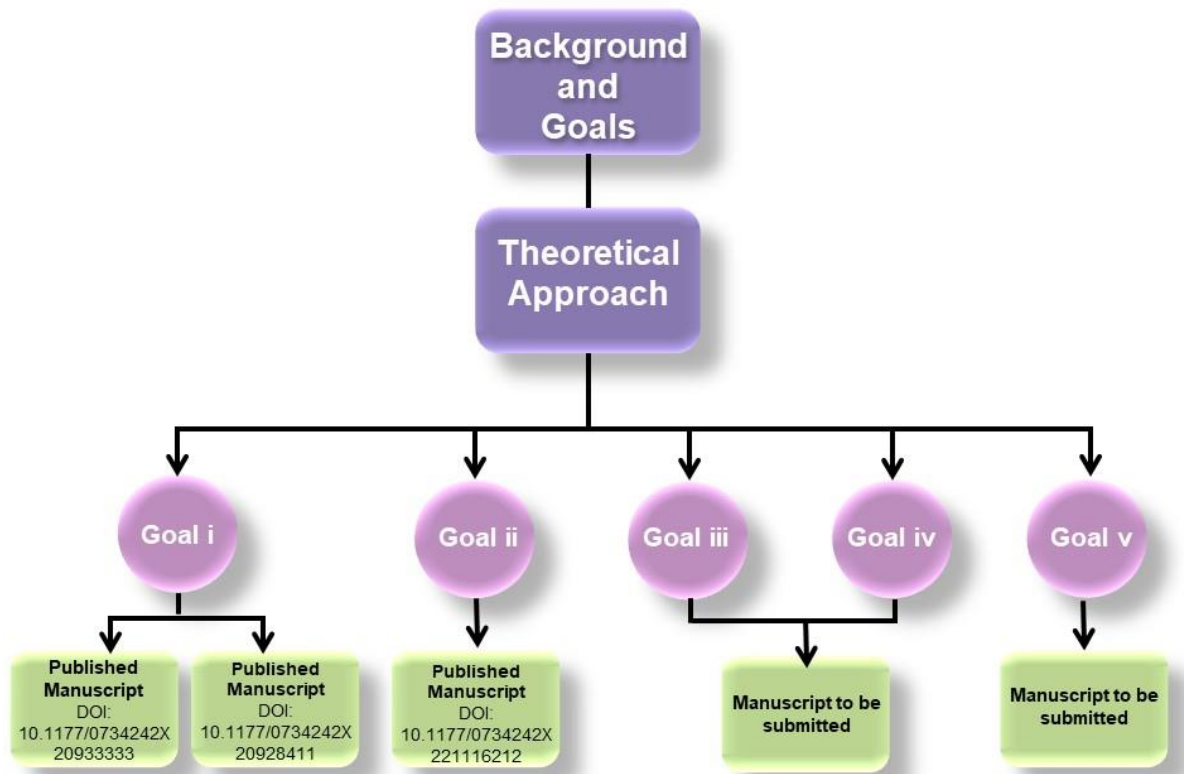 Background
and
Goals
Theoretical
Approach
Goal i
Goal ii
Goal iii
Goal iv
Goal v
Published
Manuscript
DOI:
10.1177/0734242X
20933333
Published
Manuscript
DOI:
10.1177/0734242X
20928411
Published
Manuscript
DOI:
10.1177/0734242X
221116212
Manuscript to be
submitted
Manuscript to be
submitted